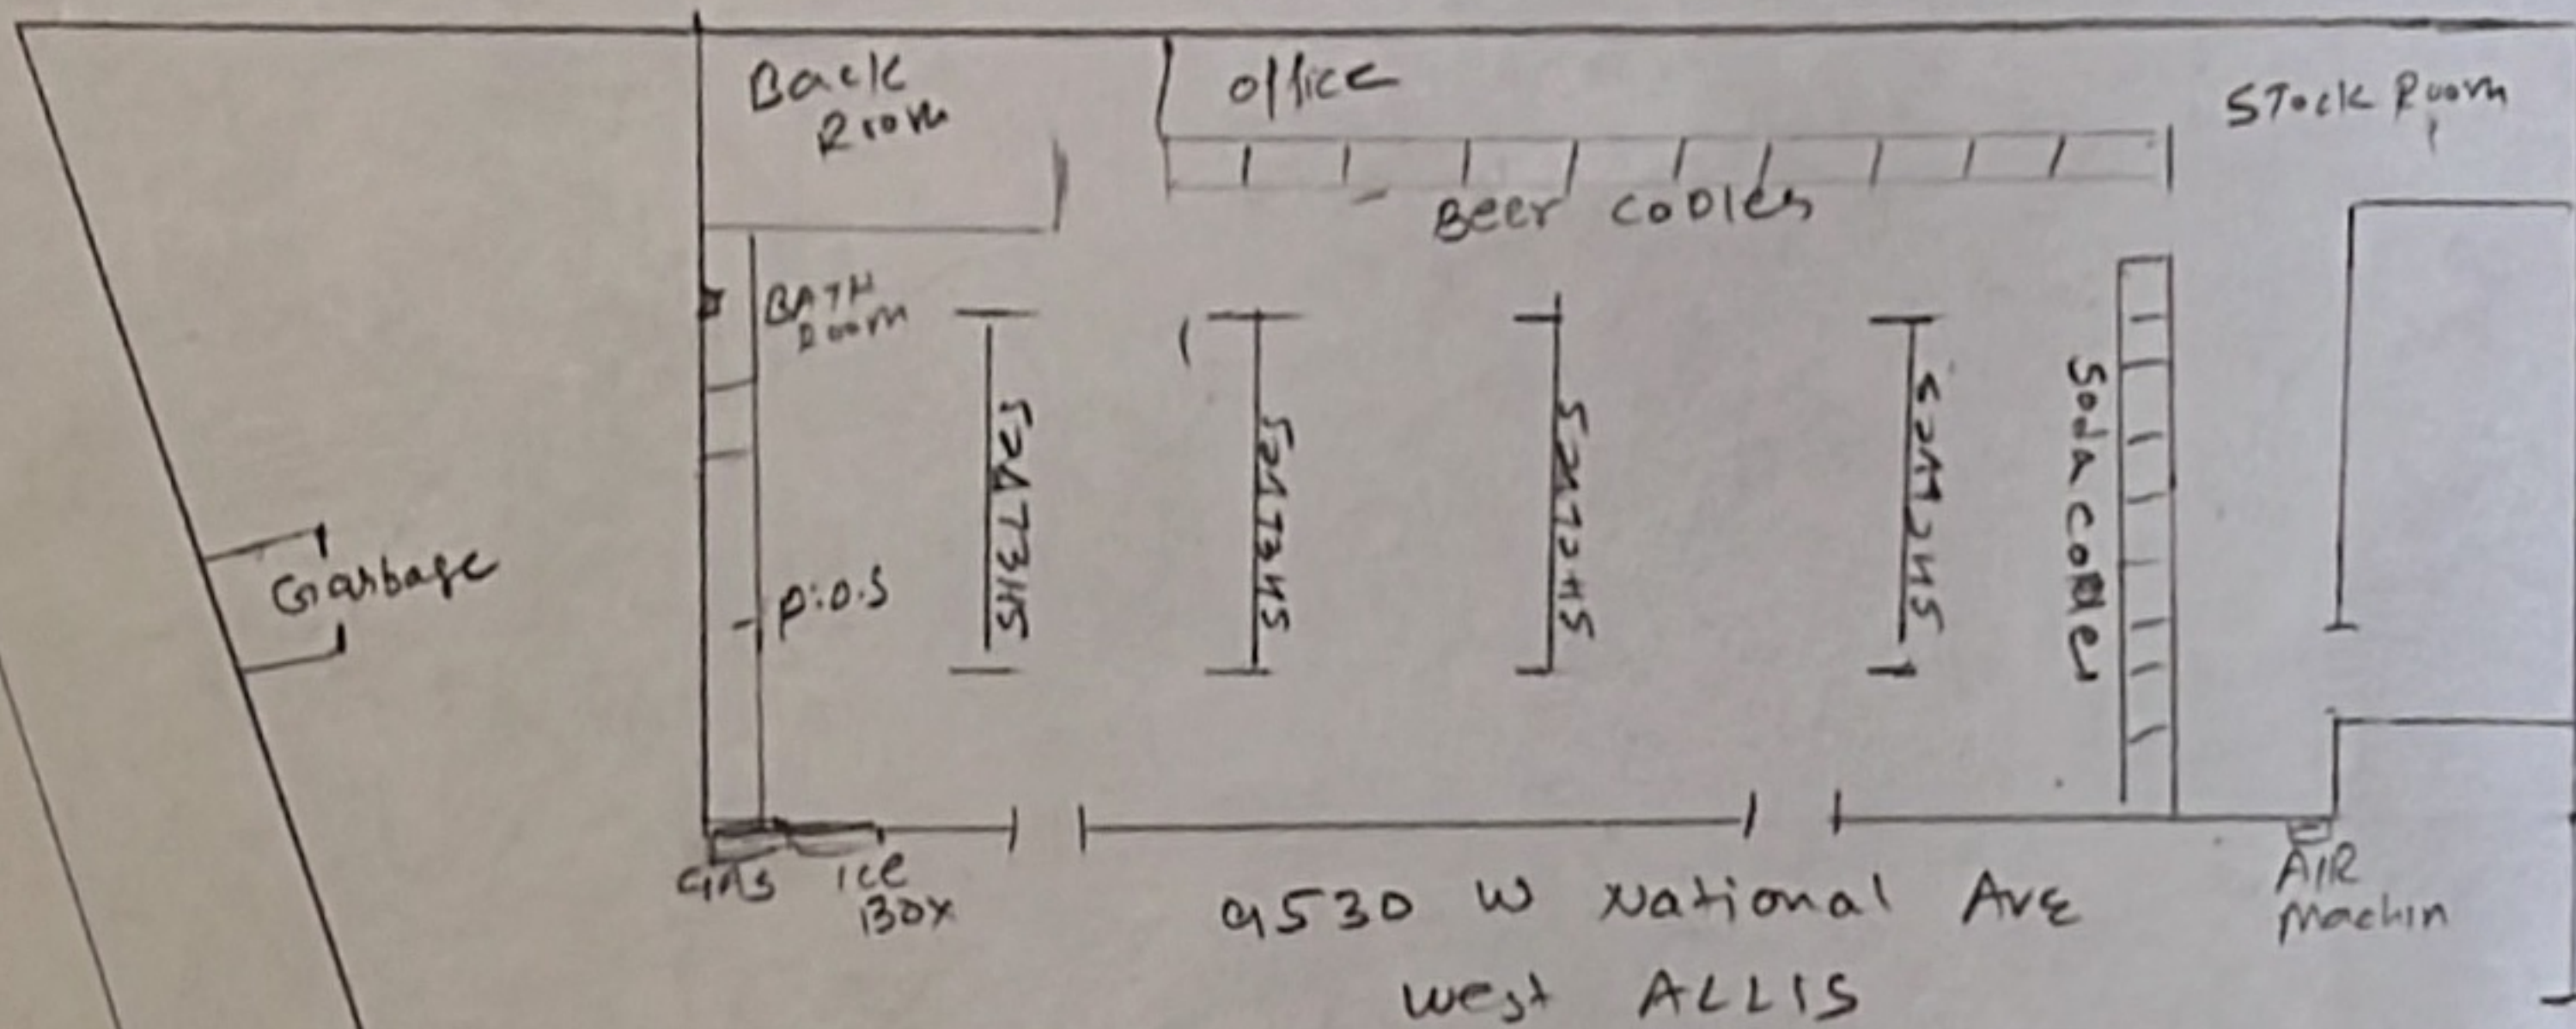 Back
Room
office
Stock Room
Beer cooler
BATH
Room
SHELVES
SHELVES
SHELVES
SHELVES
Soda cooler
Garbage
P.O.S
GAS
ice
Box
9530 W National Ave
West ALLIS
AIR
Machin